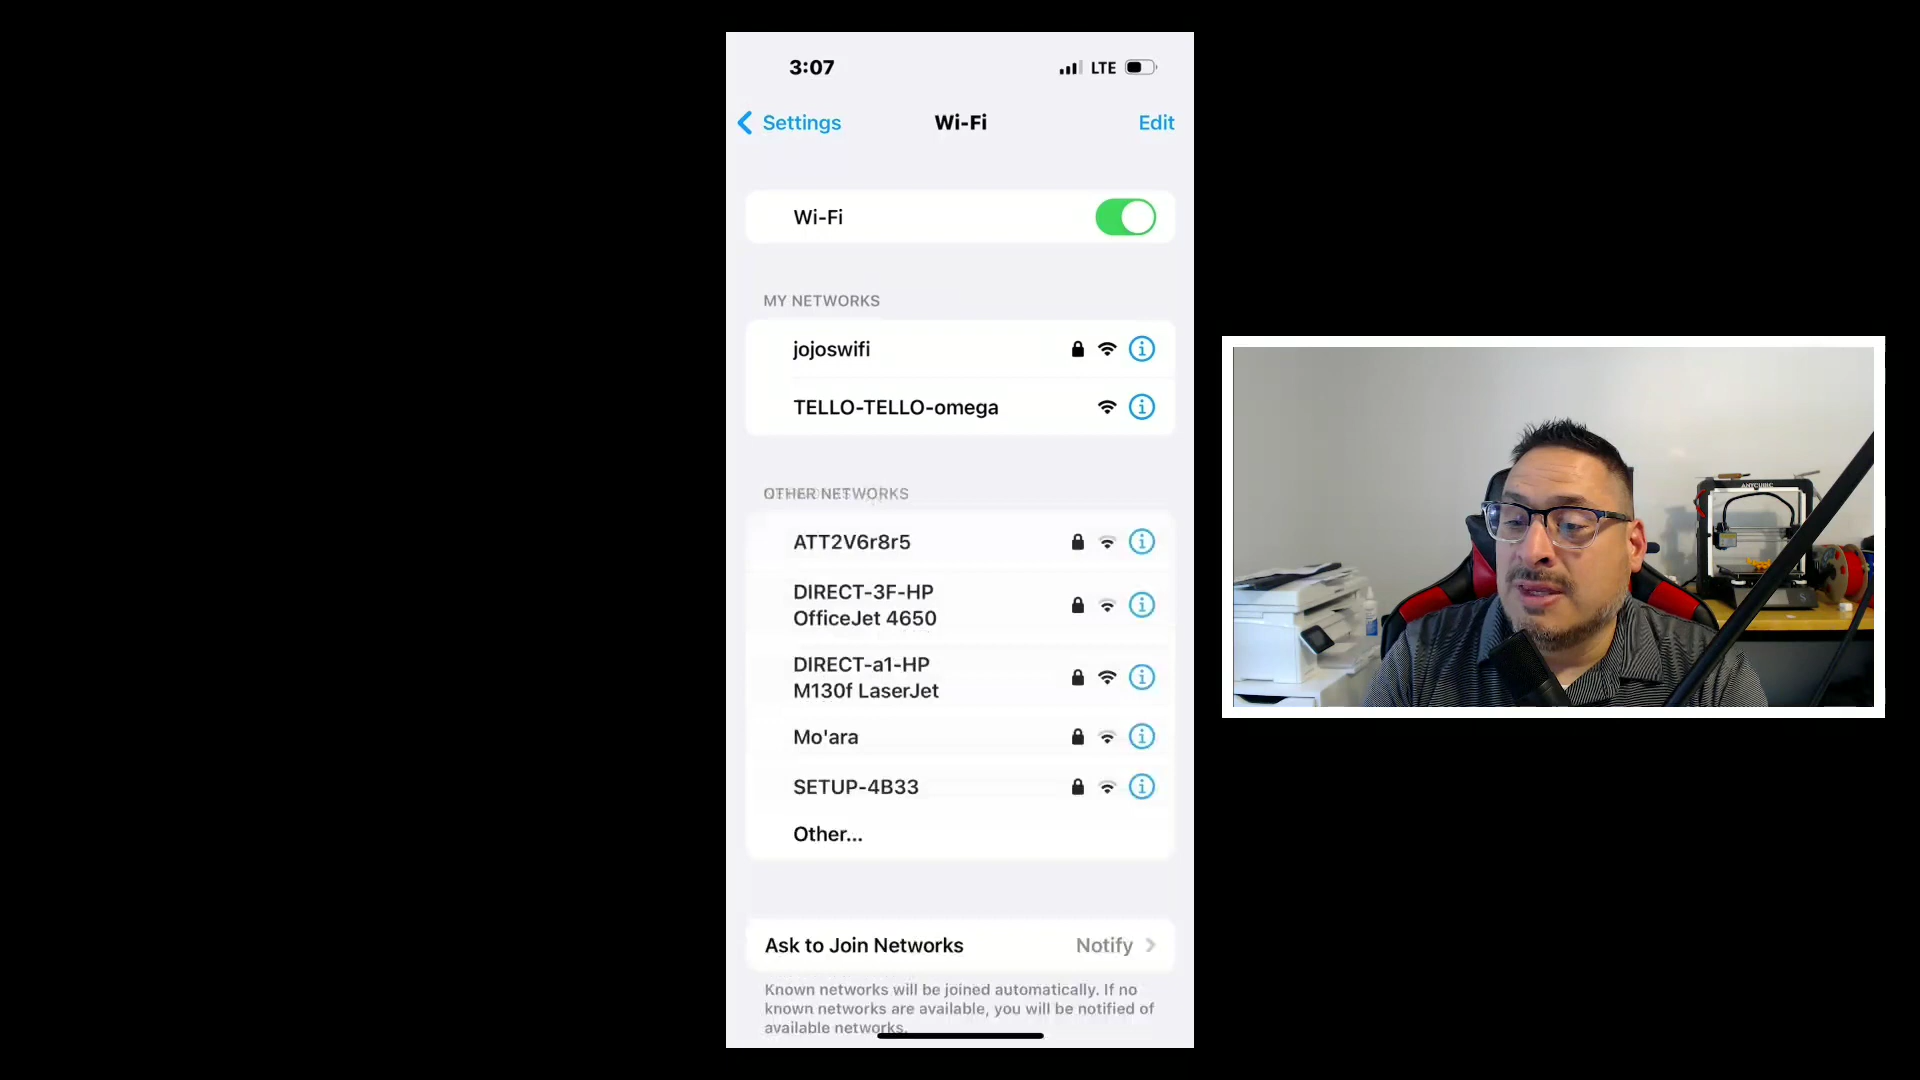 3:07
LTE
Settings
Wi-Fi
Edit
Wi-Fi
MY NETWORKS
jojoswifi
TELLO-TELLO-omega
OTHER NETWORKS
ATT2V6r8r5
DIRECT-3F-HP
OfficeJet 4650
DIRECT-a1-HP
M130f LaserJet
Mo'ara
SETUP-4B33
Other...
Ask to Join Networks
Notify
Known networks will be joined automatically. If no
known networks are available, you will be notified of
available networks.
ANYCUBIC